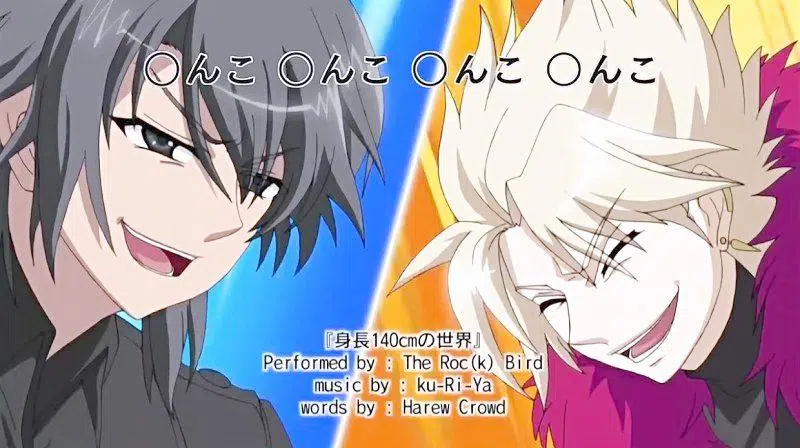 ○んこ ○んこ ○んこ ○んこ
『身長140cmの世界』
Performed by : The Roc(k) Bird
music by : ku-Ri-Ya
words by : Harew Crowd